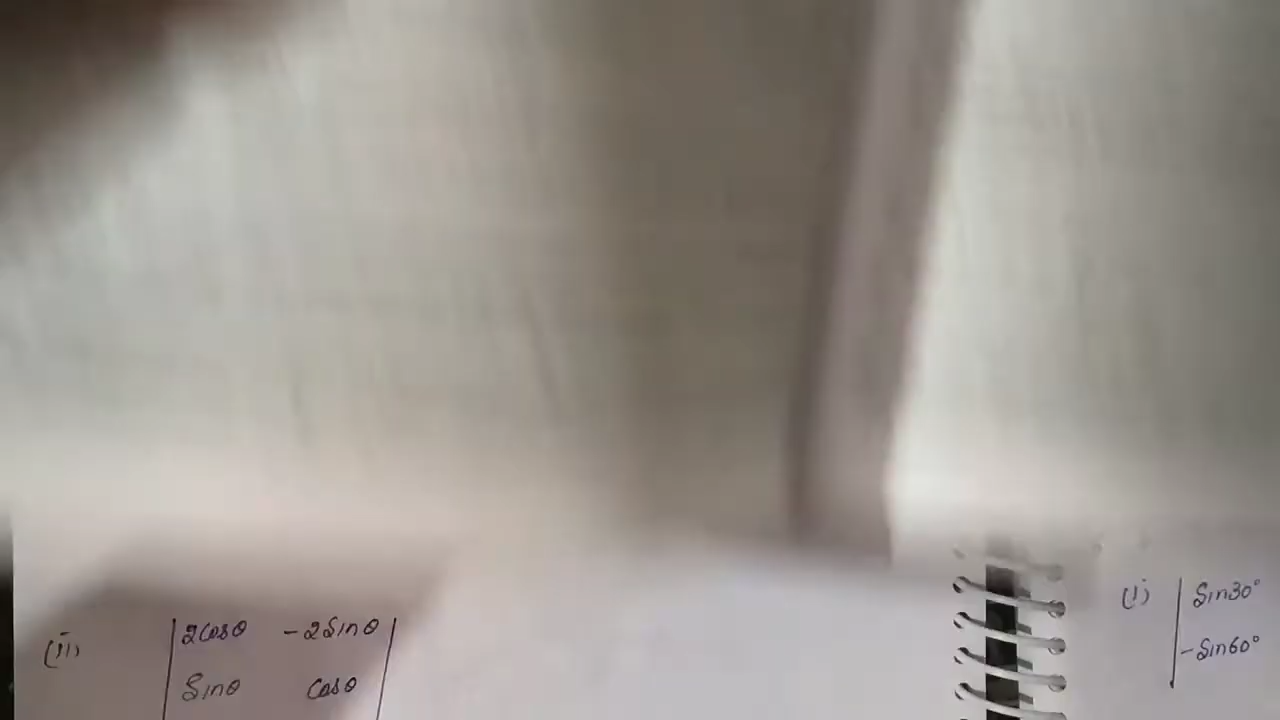 (ii) |2cosθ -2sinθ|
|sinθ cosθ|
(i) |sin30°
|-sin60°